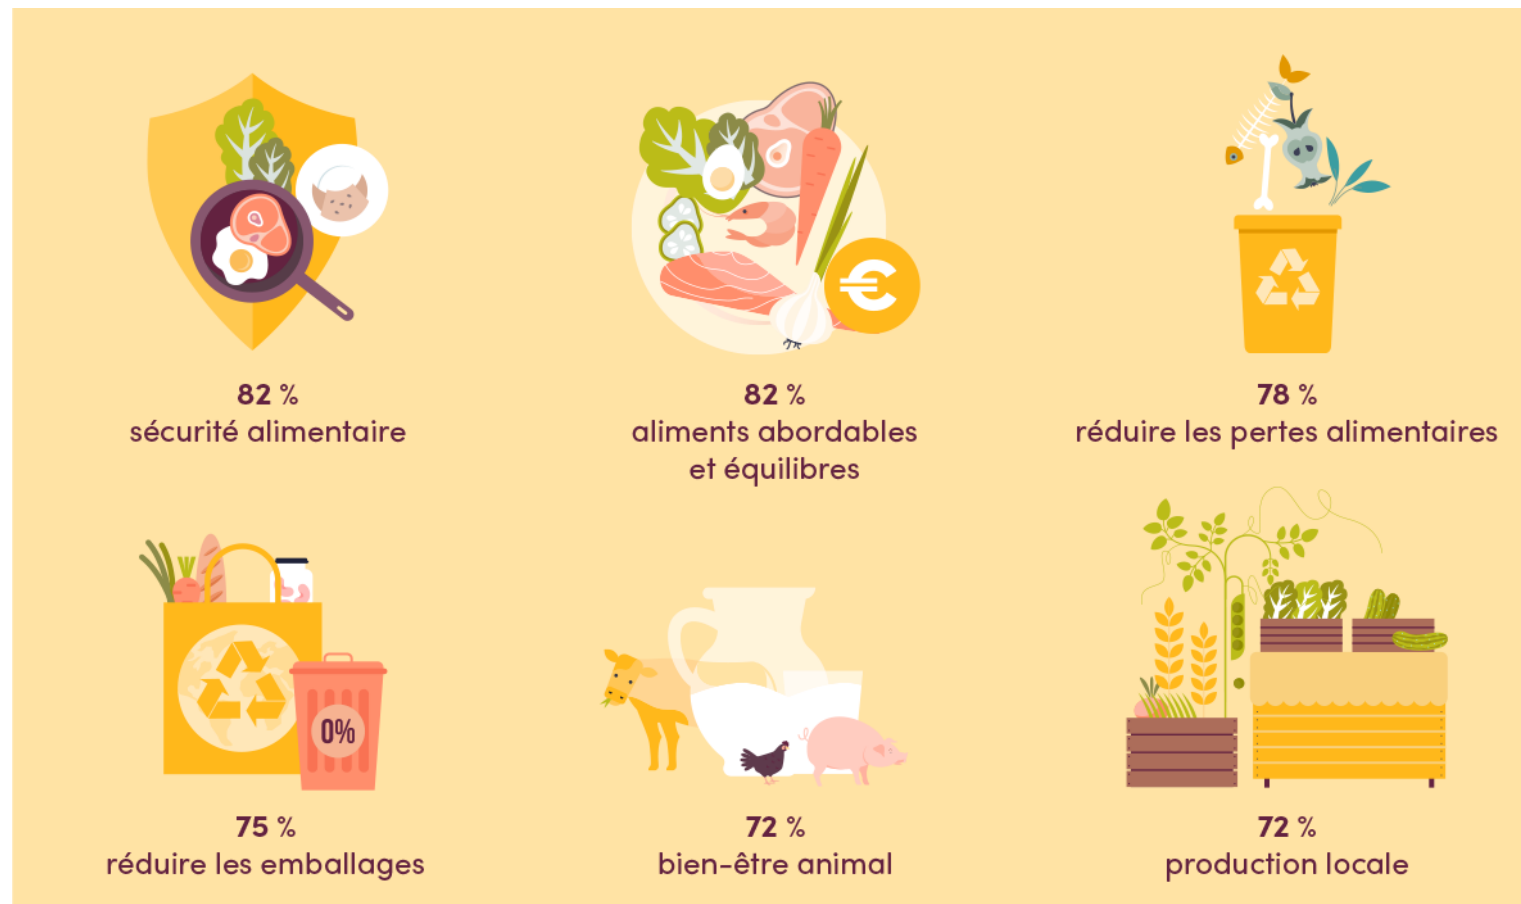 82 %
sécurité alimentaire
82 %
aliments abordables
et équilibres
78 %
réduire les pertes alimentaires
0%
75 %
réduire les emballages
72 %
bien-être animal
72 %
production locale